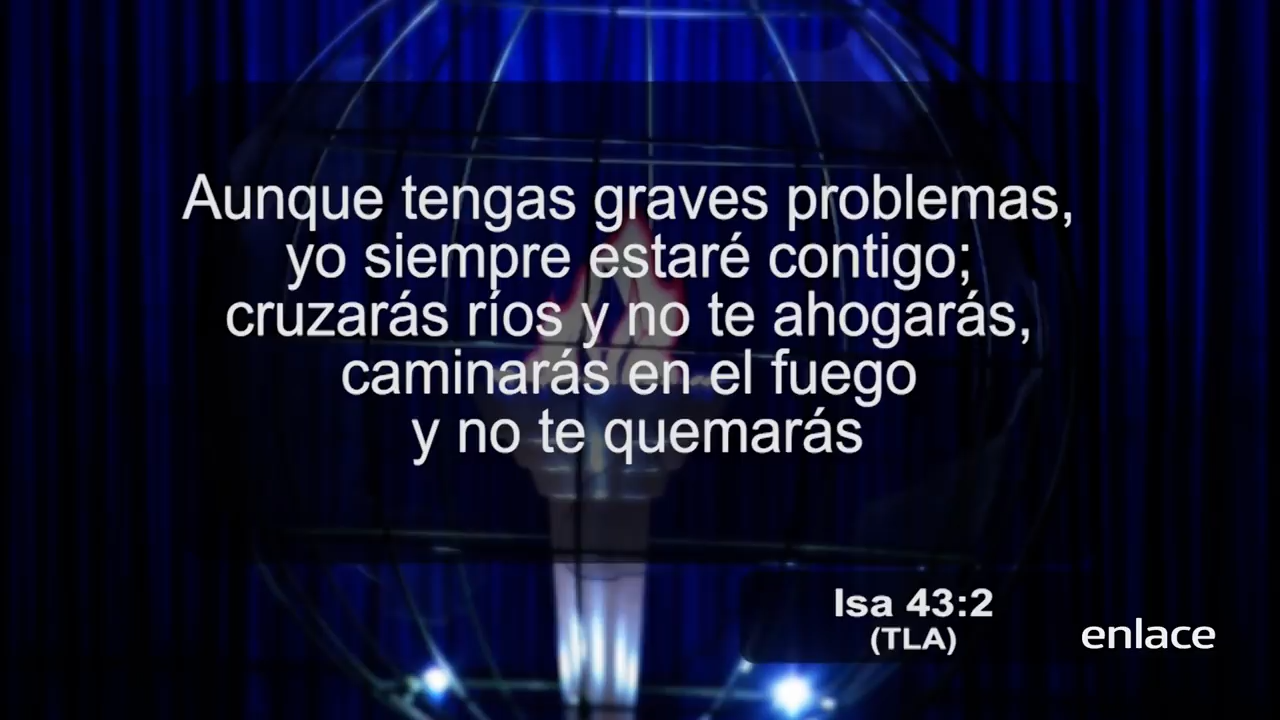 Aunque tengas graves problemas,
yo siempre estaré contigo;
cruzarás ríos y no te ahogarás,
caminarás en el fuego
y no te quemarás
Isa 43:2
(TLA)
enlace